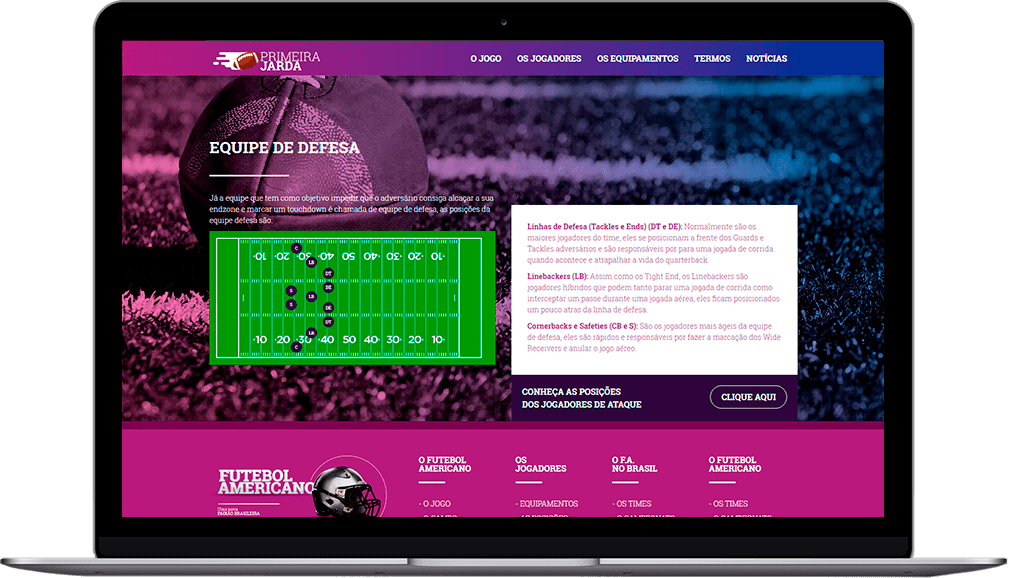 PRIMEIRA
JARDA
O JOGO OS JOGADORES OS EQUIPAMENTOS TERMOS NOTÍCIAS
EQUIPE DE DEFESA
Já a equipe que tem como objetivo impedir que o adversário consiga alcaçar a sua
endzone e marcar um touchdown é chamada de equipe de defesa, as posições da
equipe defesa são:
10 20 30 40 50 40 30 20 10
C
LB
DT
DE
S
LB
S
DE
DT
LB
10 20 30 40 50 40 30 20 10
C
Linhas de Defesa (Tackles e Ends) (DT e DE): Normalmente são os
maiores jogadores do time, eles se posicionam a frente dos Guards e
Tackles adversários e são responsáveis por para uma jogada de corrida
quando acontece e atrapalhar a vida do quarterback.
Linebackers (LB): Assim como os Tight End, os Linebackers são
jogadores híbridos que podem tanto parar uma jogada de corrida como
interceptar um passe durante uma jogada aérea, eles ficam posicionados
um pouco atras da linha de defesa.
Cornerbacks e Safeties (CB e S): São os jogadores mais ágeis da equipe
de defesa, eles são rápidos e responsáveis por fazer a marcação dos Wide
Receivers e anular o jogo aéreo.
CONHEÇA AS POSIÇÕES
DOS JOGADORES DE ATAQUE
CLIQUE AQUI
FUTEBOL
AMERICANO
Uma nova
PAIXÃO BRASILEIRA
O FUTEBOL
AMERICANO
- O JOGO
- O CAMPO
OS
JOGADORES
- EQUIPAMENTOS
- AS POSIÇÕES
O F.A.
NO BRASIL
- OS TIMES
- O CAMPEONATO
O FUTEBOL
AMERICANO
- OS TIMES
- O CAMPEONATO